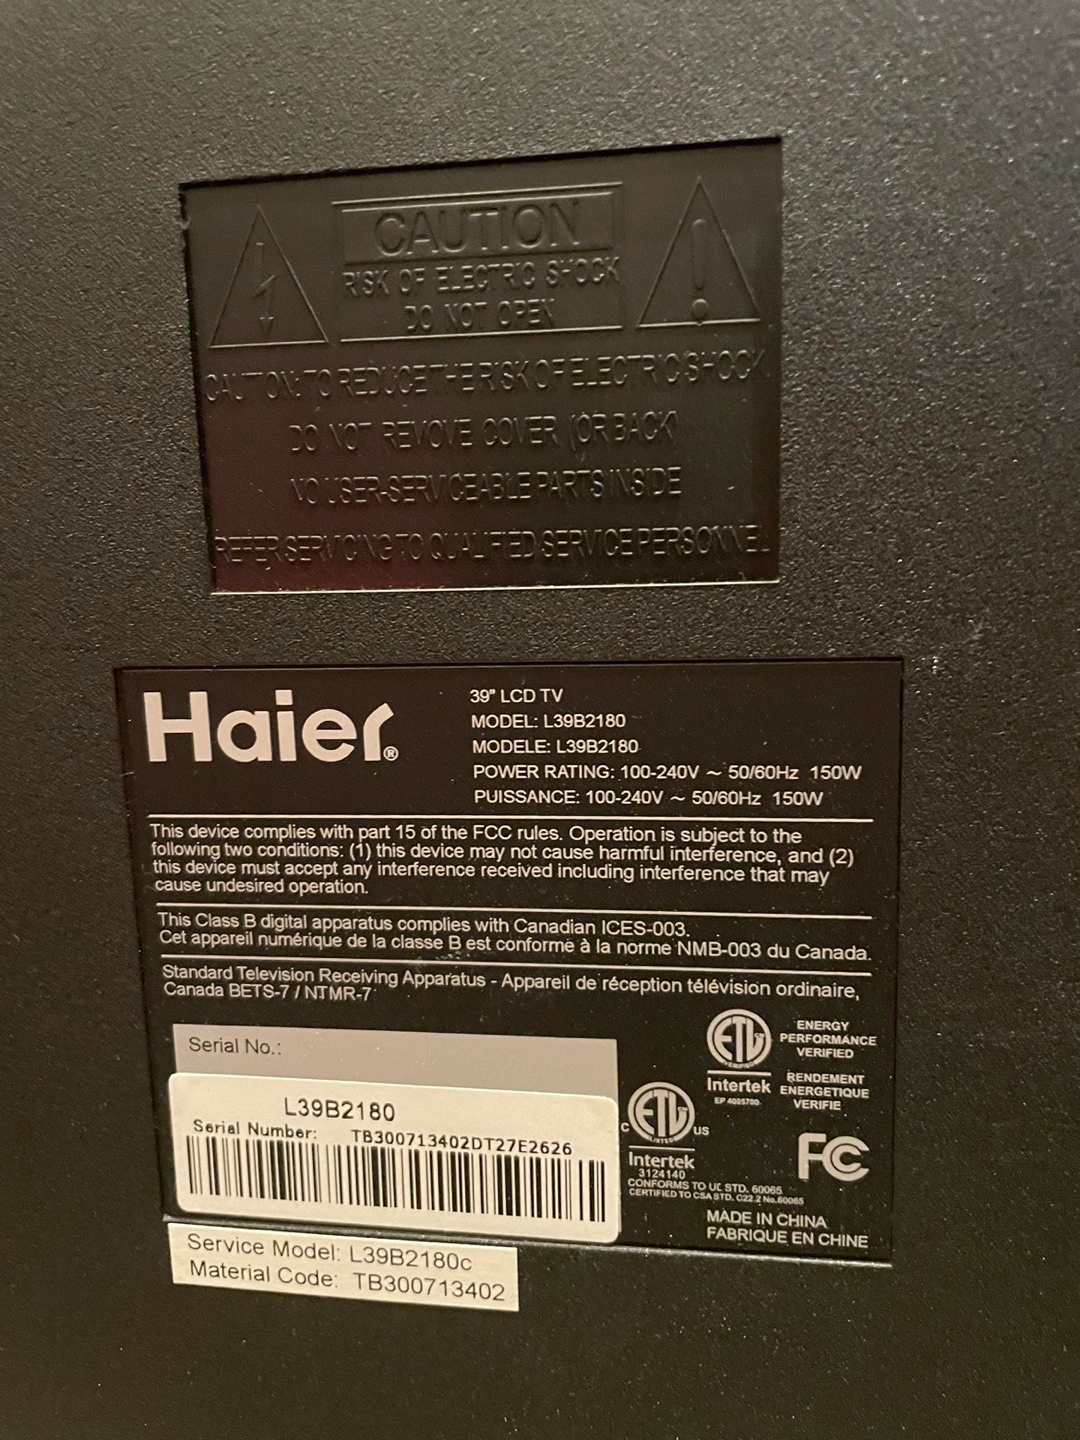 CAUTION
RISK OF ELECTRIC SHOCK
DO NOT OPEN
CAUTION: TO REDUCE THE RISK OF ELECTRIC SHOCK
DO NOT REMOVE COVER (OR BACK)
NO USER-SERVICEABLE PARTS INSIDE
REFER SERVICING TO QUALIFIED SERVICE PERSONNEL
Haier®
39" LCD TV
MODEL: L39B2180
MODELE: L39B2180
POWER RATING: 100-240V ~ 50/60Hz 150W
PUISSANCE: 100-240V ~ 50/60Hz 150W
This device complies with part 15 of the FCC rules. Operation is subject to the
following two conditions: (1) this device may not cause harmful interference, and (2)
this device must accept any interference received including interference that may
cause undesired operation.
This Class B digital apparatus complies with Canadian ICES-003.
Cet appareil numérique de la classe B est conforme à la norme NMB-003 du Canada.
Standard Television Receiving Apparatus - Appareil de réception télévision ordinaire,
Canada BETS-7 / NTMR-7
Serial No.:
L39B2180
Serial Number: TB300713402DT27E2626
Service Model: L39B2180c
Material Code: TB300713402
ETL
Intertek
EP 4005700
ENERGY
PERFORMANCE
VERIFIED
RENDEMENT
ENERGETIQUE
VERIFIE
C ETL US
LISTED
Intertek
3124140
CONFORMS TO UL STD. 60065
CERTIFIED TO CSA STD. C22.2 No.60065
FC
MADE IN CHINA
FABRIQUE EN CHINE